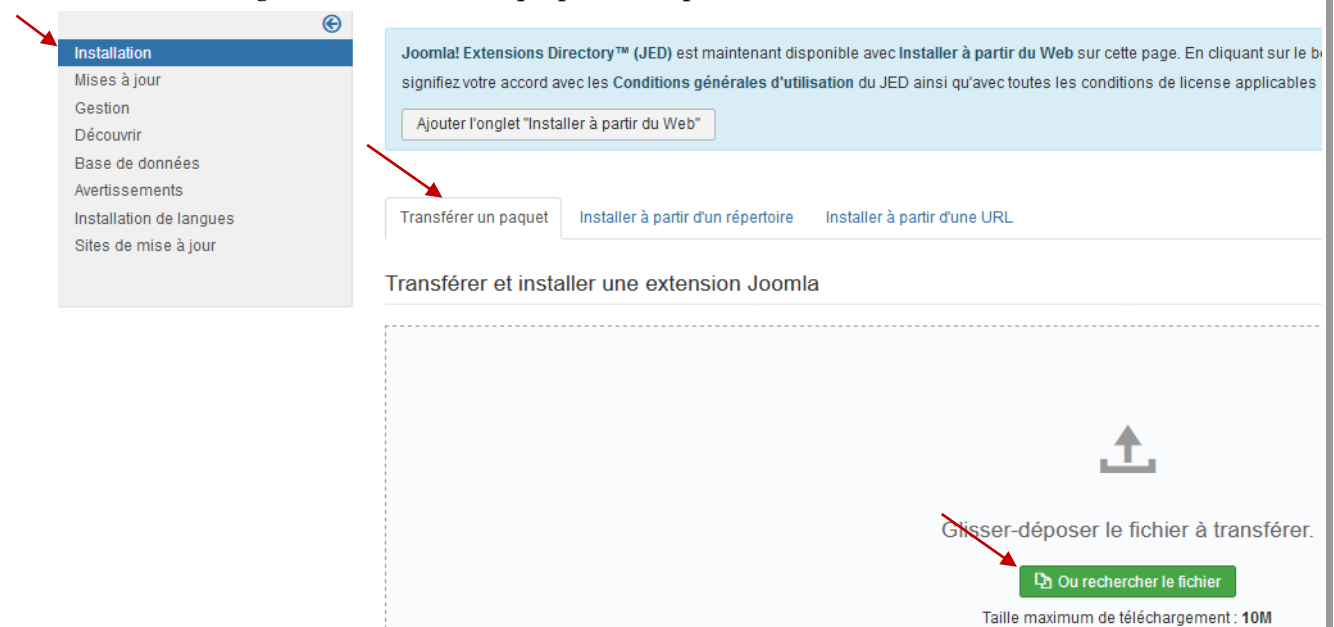 Installation
Mises à jour
Gestion
Découvrir
Base de données
Avertissements
Installation de langues
Sites de mise à jour
Joomla! Extensions Directory™ (JED) est maintenant disponible avec Installer à partir du Web sur cette page. En cliquant sur le
signifiez votre accord avec les Conditions générales d'utilisation du JED ainsi qu'avec toutes les conditions de license applicables
Ajouter l'onglet "Installer à partir du Web"
Transférer un paquet Installer à partir d'un répertoire Installer à partir d'une URL
Transférer et installer une extension Joomla
Glisser-déposer le fichier à transférer.
Ou rechercher le fichier
Taille maximum de téléchargement : 10M